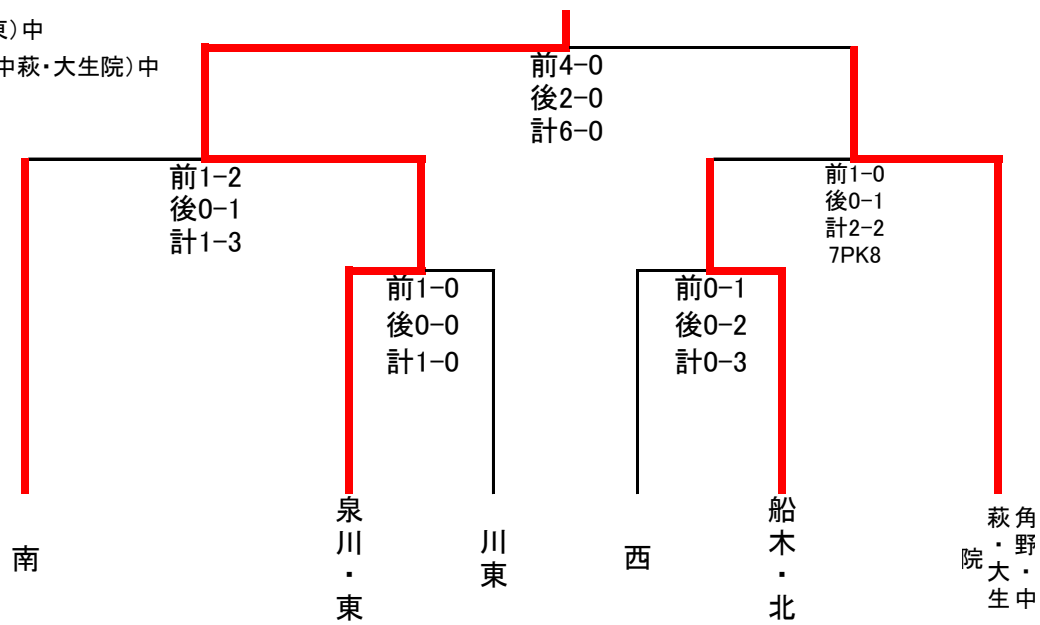 東)中
中萩・大生院)中
前4-0
後2-0
計6-0
前1-2
後0-1
計1-3
前1-0
後0-1
計2-2
7PK8
前1-0
後0-0
計1-0
前0-1
後0-2
計0-3
南
泉川・東
川東
西
船木・北
角野・中
萩・大生
院